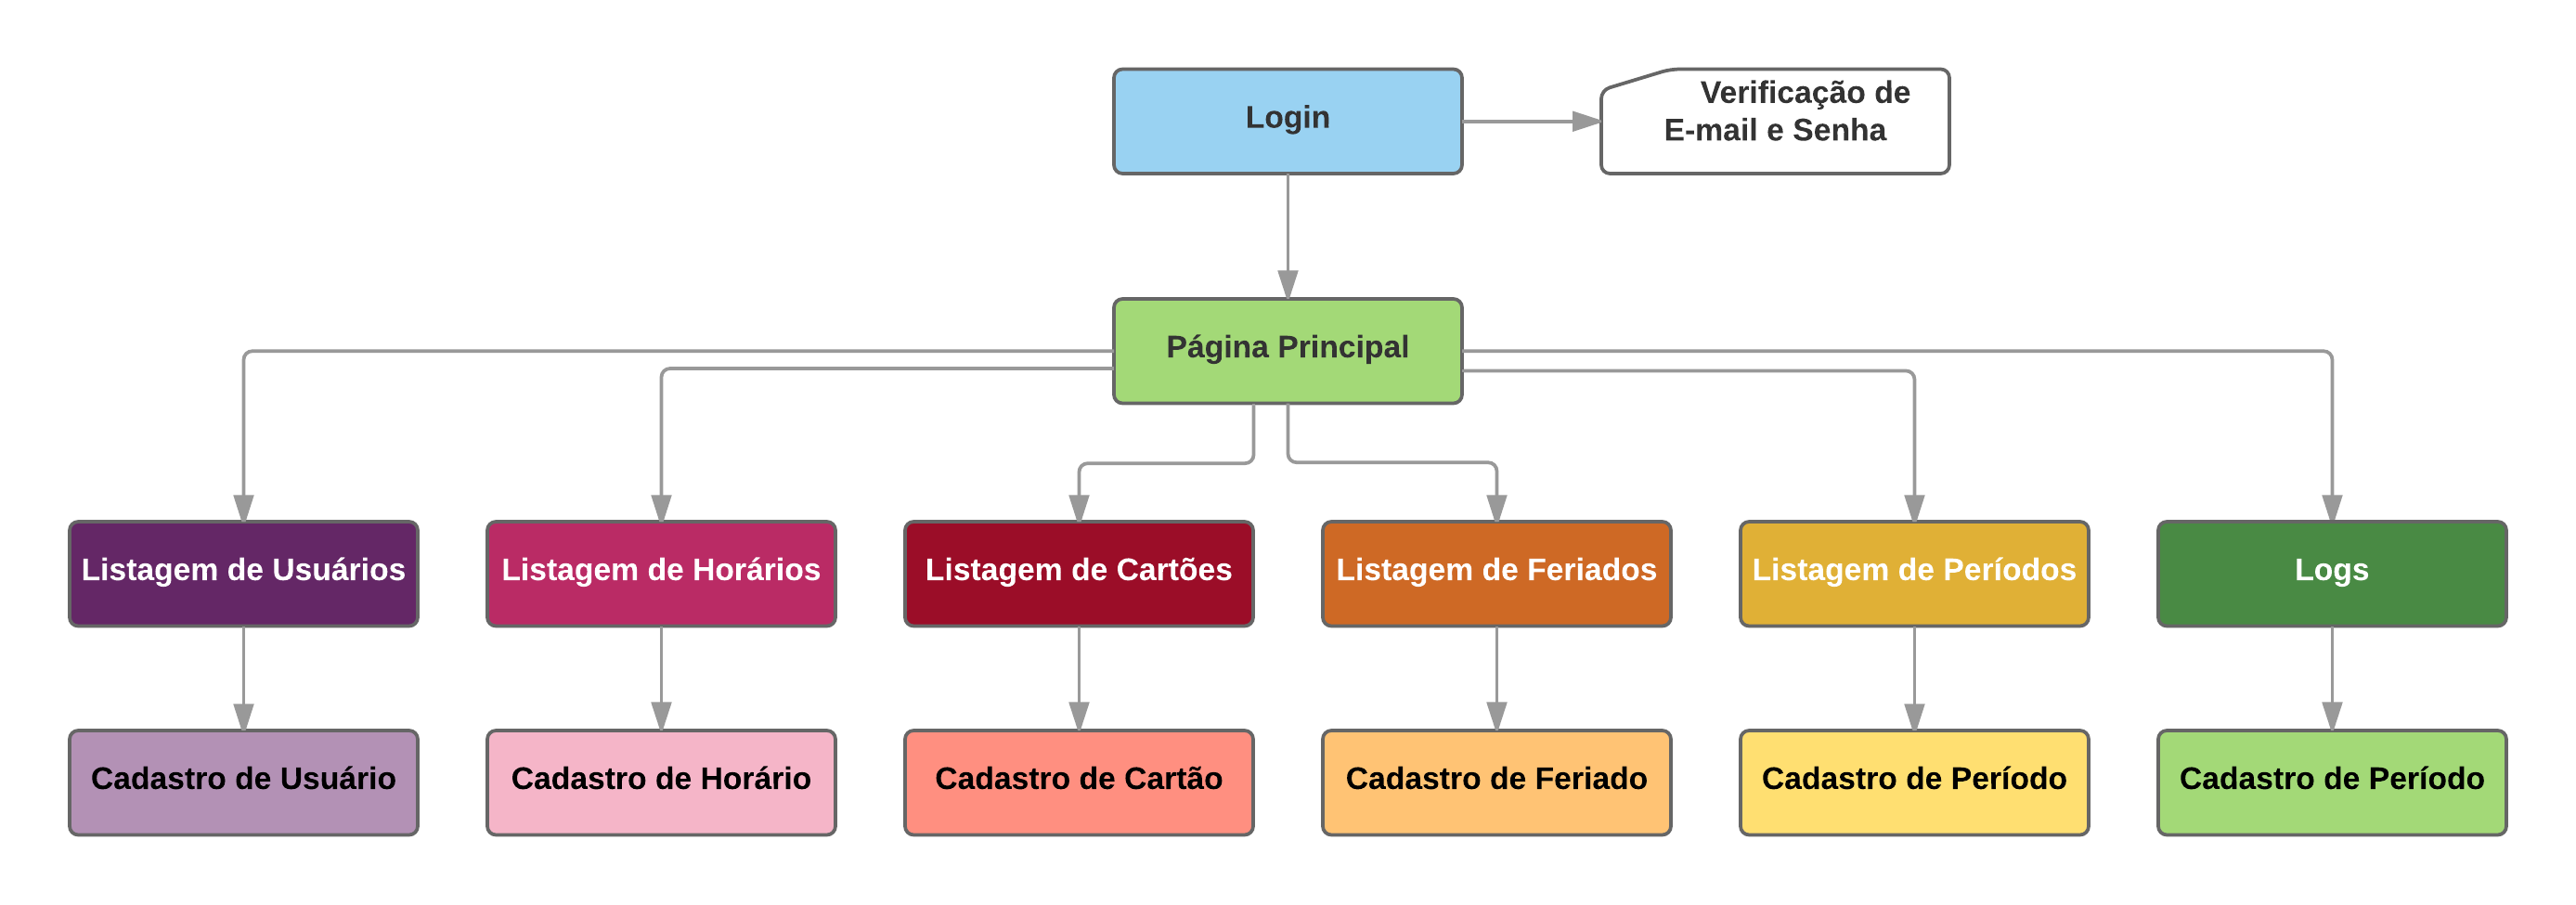 Login
Verificação de
E-mail e Senha
Página Principal
Listagem de Usuários
Listagem de Horários
Listagem de Cartões
Listagem de Feriados
Listagem de Períodos
Logs
Cadastro de Usuário
Cadastro de Horário
Cadastro de Cartão
Cadastro de Feriado
Cadastro de Período
Cadastro de Período